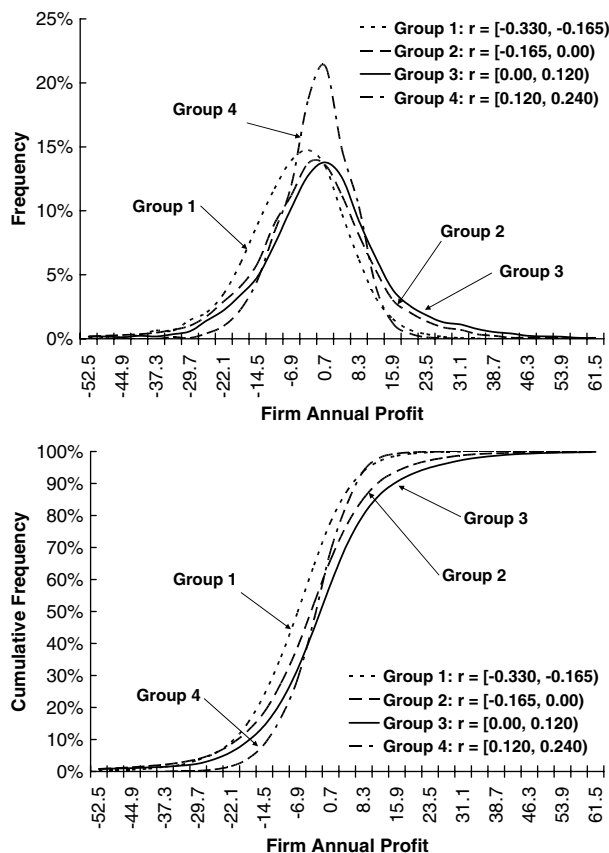 Group 1: r = [-0.330, -0.165)
Group 2: r = [-0.165, 0.00)
Group 3: r = [0.00, 0.120)
Group 4: r = [0.120, 0.240)
25%
20%
15%
10%
5%
0%
Frequency
Group 4
Group 1
Group 2
Group 3
-52.5
-44.9
-37.3
-29.7
-22.1
-14.5
-6.9
0.7
8.3
15.9
23.5
31.1
38.7
46.3
53.9
61.5
Firm Annual Profit
100%
90%
80%
70%
60%
50%
40%
30%
20%
10%
0%
Cumulative Frequency
Group 3
Group 1
Group 2
Group 4
Group 1: r = [-0.330, -0.165)
Group 2: r = [-0.165, 0.00)
Group 3: r = [0.00, 0.120)
Group 4: r = [0.120, 0.240)
-52.5
-44.9
-37.3
-29.7
-22.1
-14.5
-6.9
0.7
8.3
15.9
23.5
31.1
38.7
46.3
53.9
61.5
Firm Annual Profit